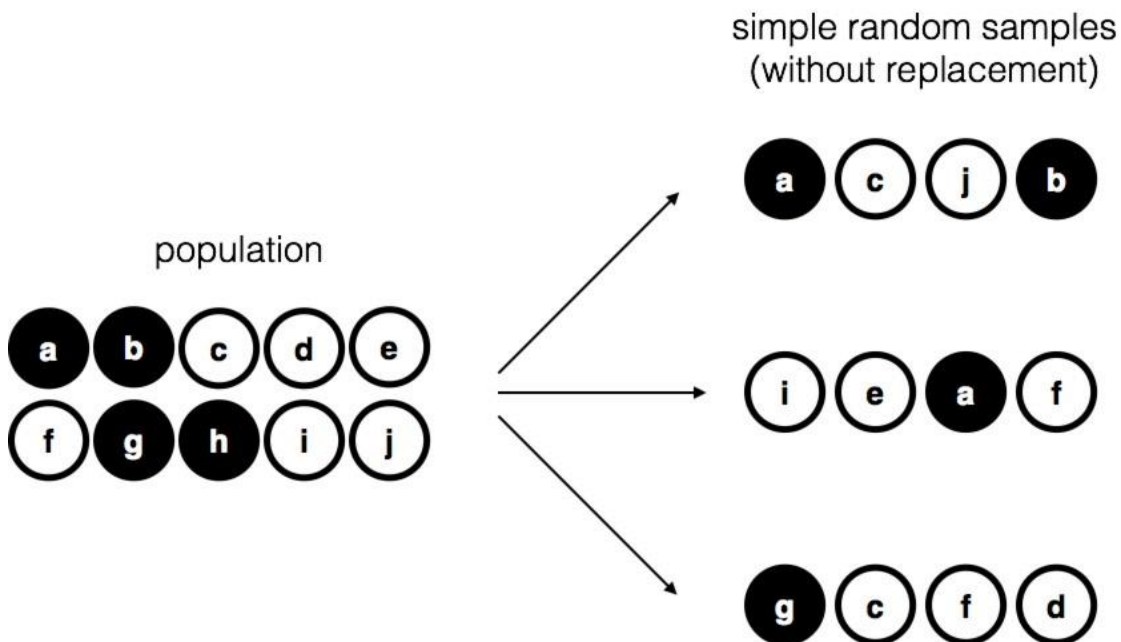 simple random samples
(without replacement)
a c j b
population
a b c d e
i e a f
f g h i j
g c f d